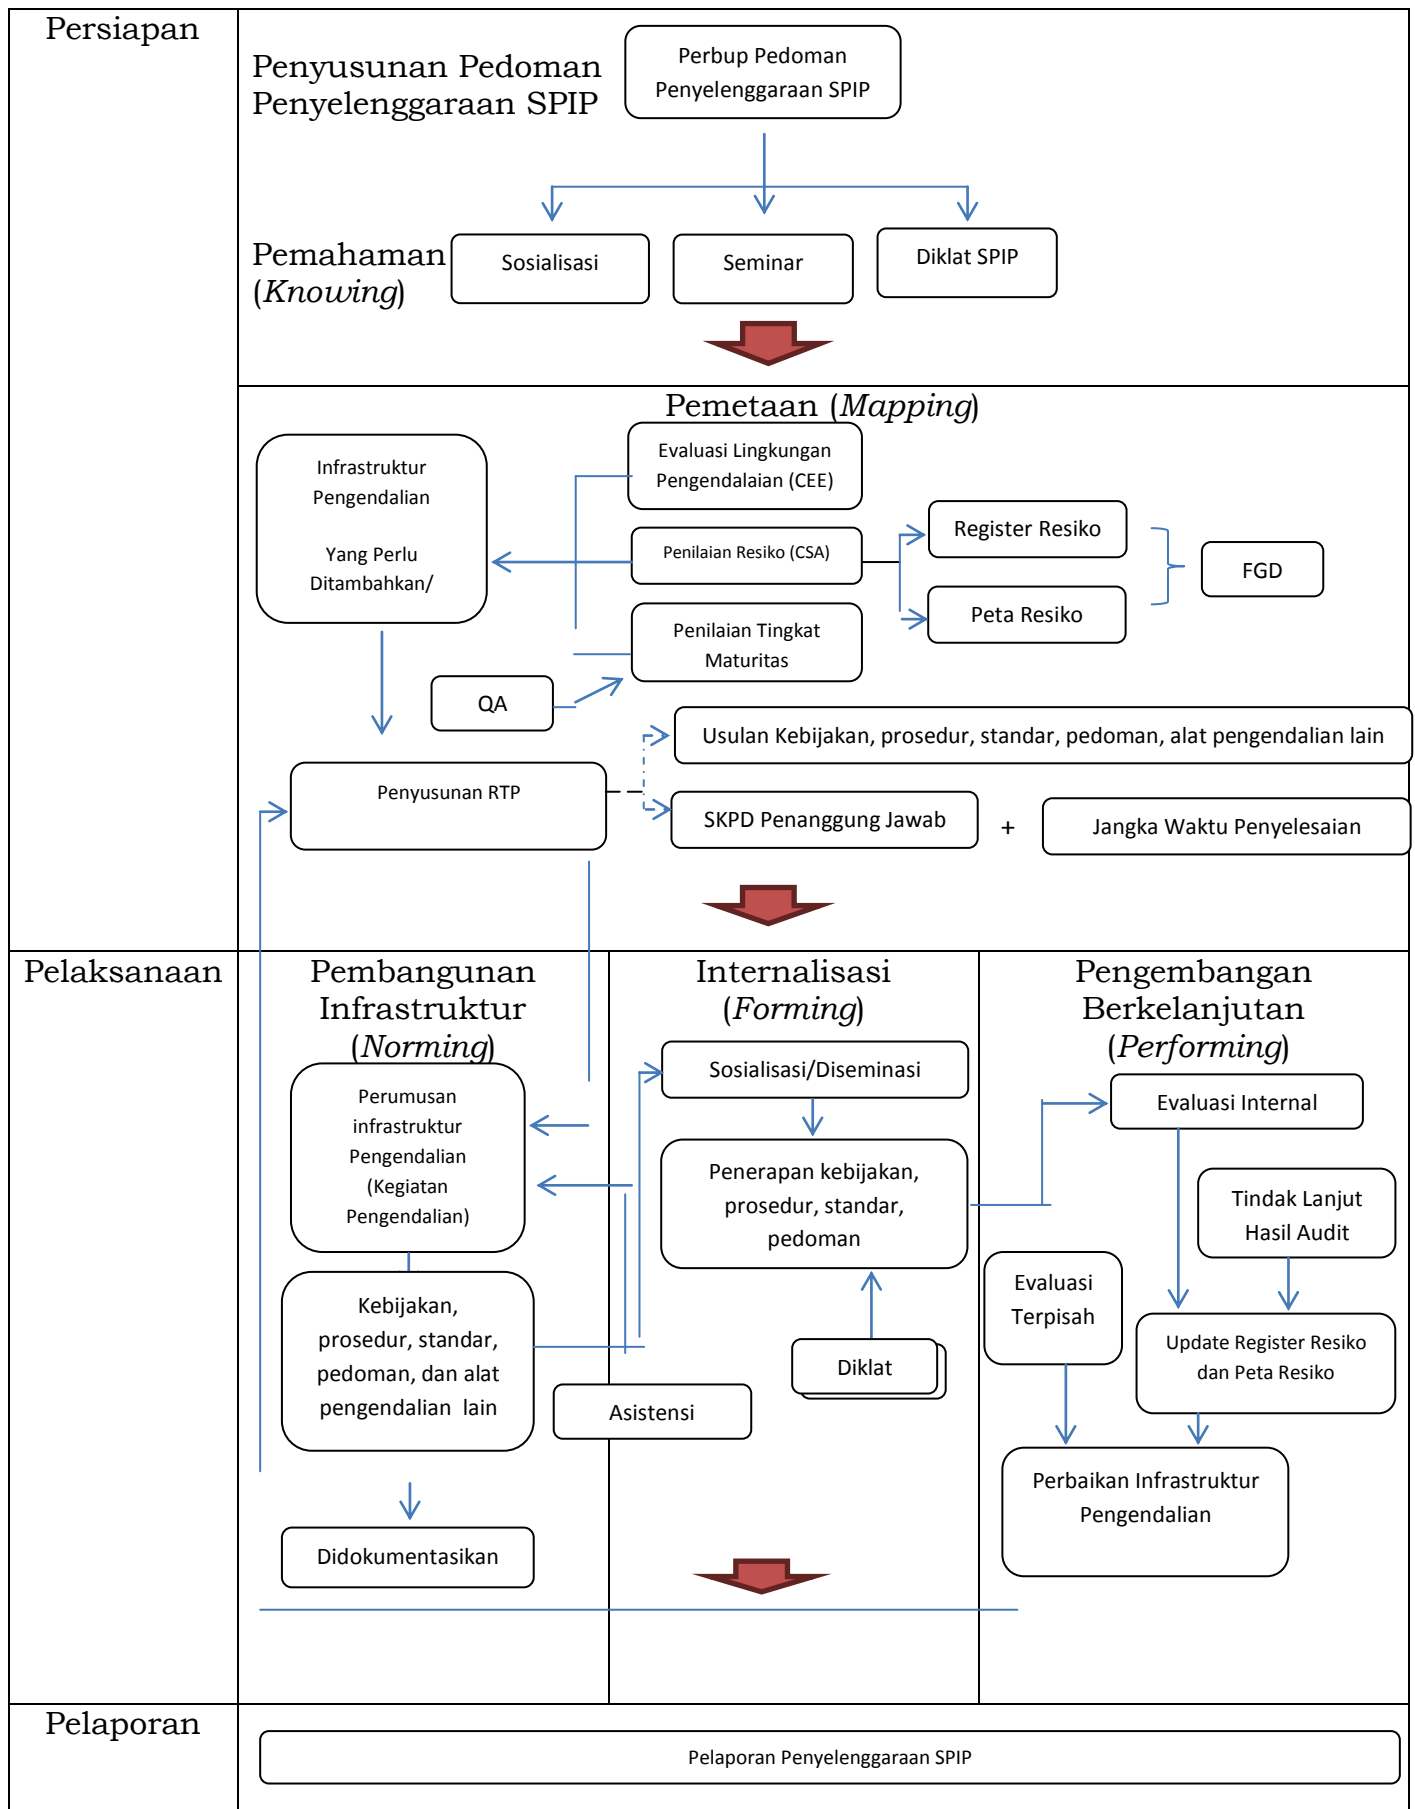 Persiapan
Penyusunan Pedoman
Penyelenggaraan SPIP
Perbup Pedoman
Penyelenggaraan SPIP
Pemahaman
(Knowing)
Sosialisasi
Seminar
Diklat SPIP
Pemetaan (Mapping)
Infrastruktur
Pengendalian
Yang Perlu
Ditambahkan/
Evaluasi Lingkungan
Pengendalaian (CEE)
Penilaian Resiko (CSA)
Register Resiko
Peta Resiko
FGD
Penilaian Tingkat
Maturitas
QA
Usulan Kebijakan, prosedur, standar, pedoman, alat pengendalian lain
Penyusunan RTP
SKPD Penanggung Jawab
+
Jangka Waktu Penyelesaian
Pelaksanaan
Pembangunan
Infrastruktur
(Norming)
Perumusan
infrastruktur
Pengendalian
(Kegiatan
Pengendalian)
Kebijakan,
prosedur, standar,
pedoman, dan alat
pengendalian lain
Didokumentasikan
Internalisasi
(Forming)
Sosialisasi/Diseminasi
Penerapan kebijakan,
prosedur, standar,
pedoman
Diklat
Asistensi
Pengembangan
Berkelanjutan
(Performing)
Evaluasi Internal
Tindak Lanjut
Hasil Audit
Evaluasi
Terpisah
Update Register Resiko
dan Peta Resiko
Perbaikan Infrastruktur
Pengendalian
Pelaporan
Pelaporan Penyelenggaraan SPIP